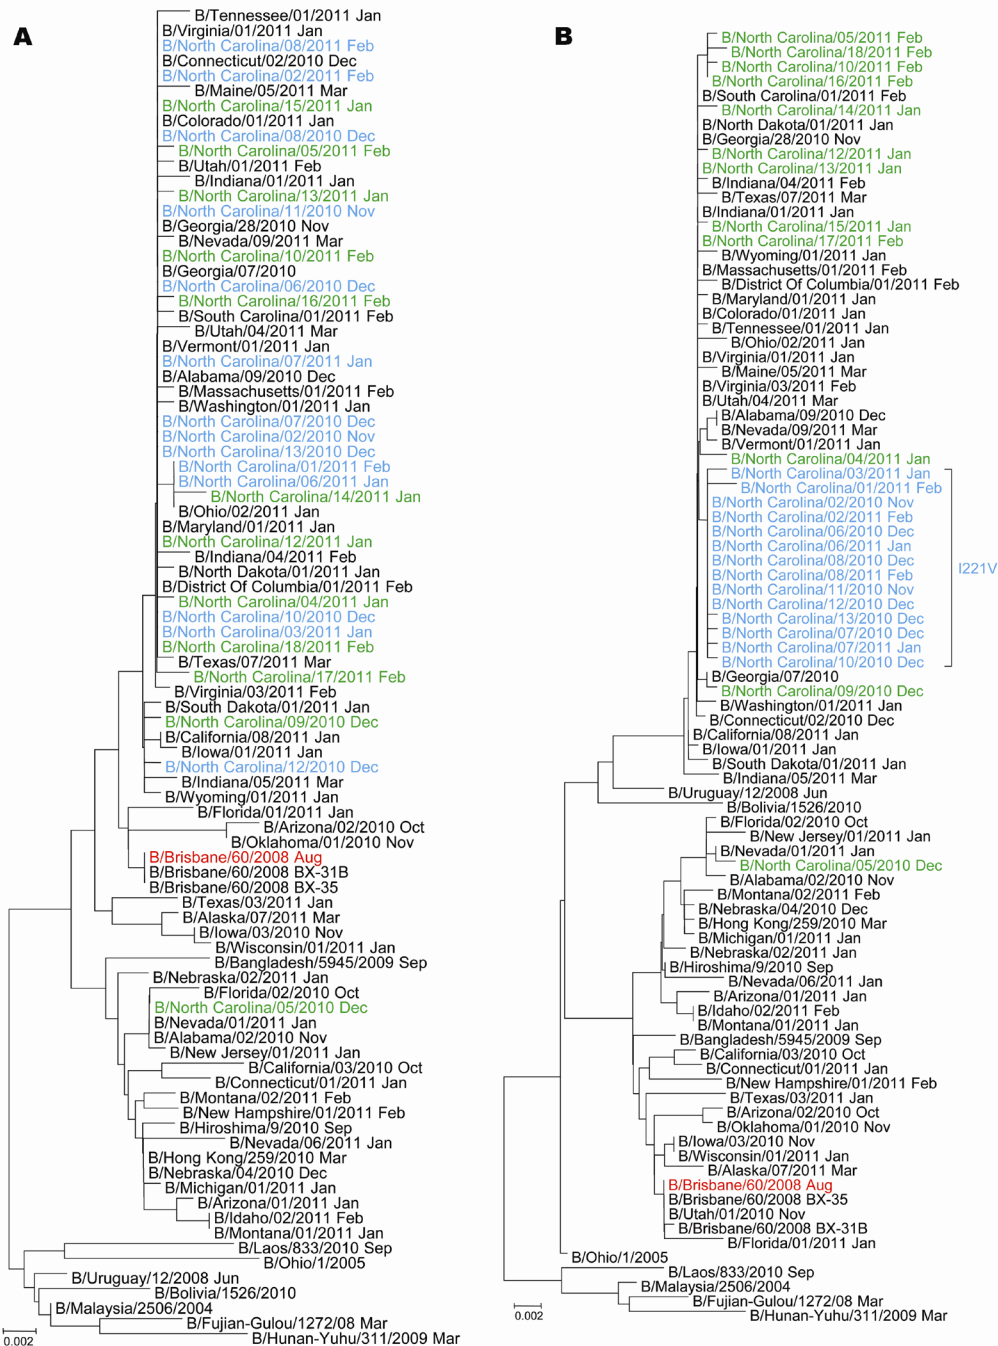 A
B/Tennessee/01/2011 Jan
B/Virginia/01/2011 Jan
B/North Carolina/08/2011 Feb
B/Connecticut/02/2010 Dec
B/North Carolina/02/2011 Feb
B/Maine/05/2011 Mar
B/North Carolina/15/2011 Jan
B/Colorado/01/2011 Jan
B/North Carolina/08/2010 Dec
B/North Carolina/05/2011 Feb
B/Utah/01/2011 Feb
B/Indiana/01/2011 Jan
B/North Carolina/13/2011 Jan
B/North Carolina/11/2010 Nov
B/Georgia/28/2010 Nov
B/Nevada/09/2011 Mar
B/North Carolina/10/2011 Feb
B/Georgia/07/2010
B/North Carolina/06/2010 Dec
B/North Carolina/16/2011 Feb
B/South Carolina/01/2011 Feb
B/Utah/04/2011 Mar
B/Vermont/01/2011 Jan
B/North Carolina/07/2011 Jan
B/Alabama/09/2010 Dec
B/Massachusetts/01/2011 Feb
B/Washington/01/2011 Jan
B/North Carolina/07/2010 Dec
B/North Carolina/02/2010 Nov
B/North Carolina/13/2010 Dec
B/North Carolina/01/2011 Feb
B/North Carolina/06/2011 Jan
B/North Carolina/14/2011 Jan
B/Ohio/02/2011 Jan
B/Maryland/01/2011 Jan
B/North Carolina/12/2011 Jan
B/Indiana/04/2011 Feb
B/North Dakota/01/2011 Jan
B/District Of Columbia/01/2011 Feb
B/North Carolina/04/2011 Jan
B/North Carolina/10/2010 Dec
B/North Carolina/03/2011 Jan
B/North Carolina/18/2011 Feb
B/Texas/07/2011 Mar
B/North Carolina/17/2011 Feb
B/Virginia/03/2011 Feb
B/South Dakota/01/2011 Jan
B/North Carolina/09/2010 Dec
B/California/08/2011 Jan
B/Iowa/01/2011 Jan
B/North Carolina/12/2010 Dec
B/Indiana/05/2011 Mar
B/Wyoming/01/2011 Jan
B/Florida/01/2011 Jan
B/Arizona/02/2010 Oct
B/Oklahoma/01/2010 Nov
B/Brisbane/60/2008 Aug
B/Brisbane/60/2008 BX-31B
B/Brisbane/60/2008 BX-35
B/Texas/03/2011 Jan
B/Alaska/07/2011 Mar
B/Iowa/03/2010 Nov
B/Wisconsin/01/2011 Jan
B/Bangladesh/5945/2009 Sep
B/Nebraska/02/2011 Jan
B/Florida/02/2010 Oct
B/North Carolina/05/2010 Dec
B/Nevada/01/2011 Jan
B/Alabama/02/2010 Nov
B/New Jersey/01/2011 Jan
B/California/03/2010 Oct
B/Connecticut/01/2011 Jan
B/Montana/02/2011 Feb
B/New Hampshire/01/2011 Feb
B/Hiroshima/9/2010 Sep
B/Nevada/06/2011 Jan
B/Hong Kong/259/2010 Mar
B/Nebraska/04/2010 Dec
B/Michigan/01/2011 Jan
B/Arizona/01/2011 Jan
B/Idaho/02/2011 Feb
B/Montana/01/2011 Jan
B/Laos/833/2010 Sep
B/Ohio/1/2005
B/Uruguay/12/2008 Jun
B/Bolivia/1526/2010
B/Malaysia/2506/2004
B/Fujian-Gulou/1272/08 Mar
B/Hunan-Yuhu/311/2009 Mar
0.002
B
B/North Carolina/05/2011 Feb
B/North Carolina/18/2011 Feb
B/North Carolina/10/2011 Feb
B/North Carolina/16/2011 Feb
B/South Carolina/01/2011 Feb
B/North Carolina/14/2011 Jan
B/North Dakota/01/2011 Jan
B/Georgia/28/2010 Nov
B/North Carolina/12/2011 Jan
B/North Carolina/13/2011 Jan
B/Indiana/04/2011 Feb
B/Texas/07/2011 Mar
B/Indiana/01/2011 Jan
B/North Carolina/15/2011 Jan
B/North Carolina/17/2011 Feb
B/Wyoming/01/2011 Jan
B/Massachusetts/01/2011 Feb
B/District Of Columbia/01/2011 Feb
B/Maryland/01/2011 Jan
B/Colorado/01/2011 Jan
B/Tennessee/01/2011 Jan
B/Ohio/02/2011 Jan
B/Virginia/01/2011 Jan
B/Maine/05/2011 Mar
B/Virginia/03/2011 Feb
B/Utah/04/2011 Mar
B/Alabama/09/2010 Dec
B/Nevada/09/2011 Mar
B/Vermont/01/2011 Jan
B/North Carolina/04/2011 Jan
B/North Carolina/03/2011 Jan
B/North Carolina/01/2011 Feb
B/North Carolina/02/2010 Nov
B/North Carolina/02/2011 Feb
B/North Carolina/06/2010 Dec
B/North Carolina/06/2011 Jan
B/North Carolina/08/2010 Dec
I221V
B/North Carolina/08/2011 Feb
B/North Carolina/11/2010 Nov
B/North Carolina/12/2010 Dec
B/North Carolina/13/2010 Dec
B/North Carolina/07/2010 Dec
B/North Carolina/07/2011 Jan
B/North Carolina/10/2010 Dec
B/Georgia/07/2010
B/North Carolina/09/2010 Dec
B/Washington/01/2011 Jan
B/Connecticut/02/2010 Dec
B/California/08/2011 Jan
B/Iowa/01/2011 Jan
B/South Dakota/01/2011 Jan
B/Indiana/05/2011 Mar
B/Uruguay/12/2008 Jun
B/Bolivia/1526/2010
B/Florida/02/2010 Oct
B/New Jersey/01/2011 Jan
B/Nevada/01/2011 Jan
B/North Carolina/05/2010 Dec
B/Alabama/02/2010 Nov
B/Montana/02/2011 Feb
B/Nebraska/04/2010 Dec
B/Hong Kong/259/2010 Mar
B/Michigan/01/2011 Jan
B/Nebraska/02/2011 Jan
B/Hiroshima/9/2010 Sep
B/Nevada/06/2011 Jan
B/Arizona/01/2011 Jan
B/Idaho/02/2011 Feb
B/Montana/01/2011 Jan
B/Bangladesh/5945/2009 Sep
B/California/03/2010 Oct
B/Connecticut/01/2011 Jan
B/New Hampshire/01/2011 Feb
B/Texas/03/2011 Jan
B/Arizona/02/2010 Oct
B/Oklahoma/01/2010 Nov
B/Iowa/03/2010 Nov
B/Wisconsin/01/2011 Jan
B/Alaska/07/2011 Mar
B/Brisbane/60/2008 Aug
B/Brisbane/60/2008 BX-35
B/Utah/01/2010 Nov
B/Brisbane/60/2008 BX-31B
B/Florida/01/2011 Jan
B/Ohio/1/2005
B/Laos/833/2010 Sep
B/Malaysia/2506/2004
B/Fujian-Gulou/1272/08 Mar
B/Hunan-Yuhu/311/2009 Mar
0.002